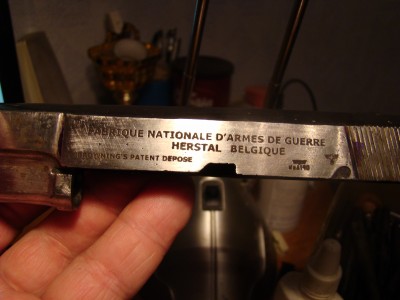 FABRIQUE NATIONALE D'ARMES DE GUERRE
HERSTAL BELGIQUE
BROWNING'S PATENT DEPOSE